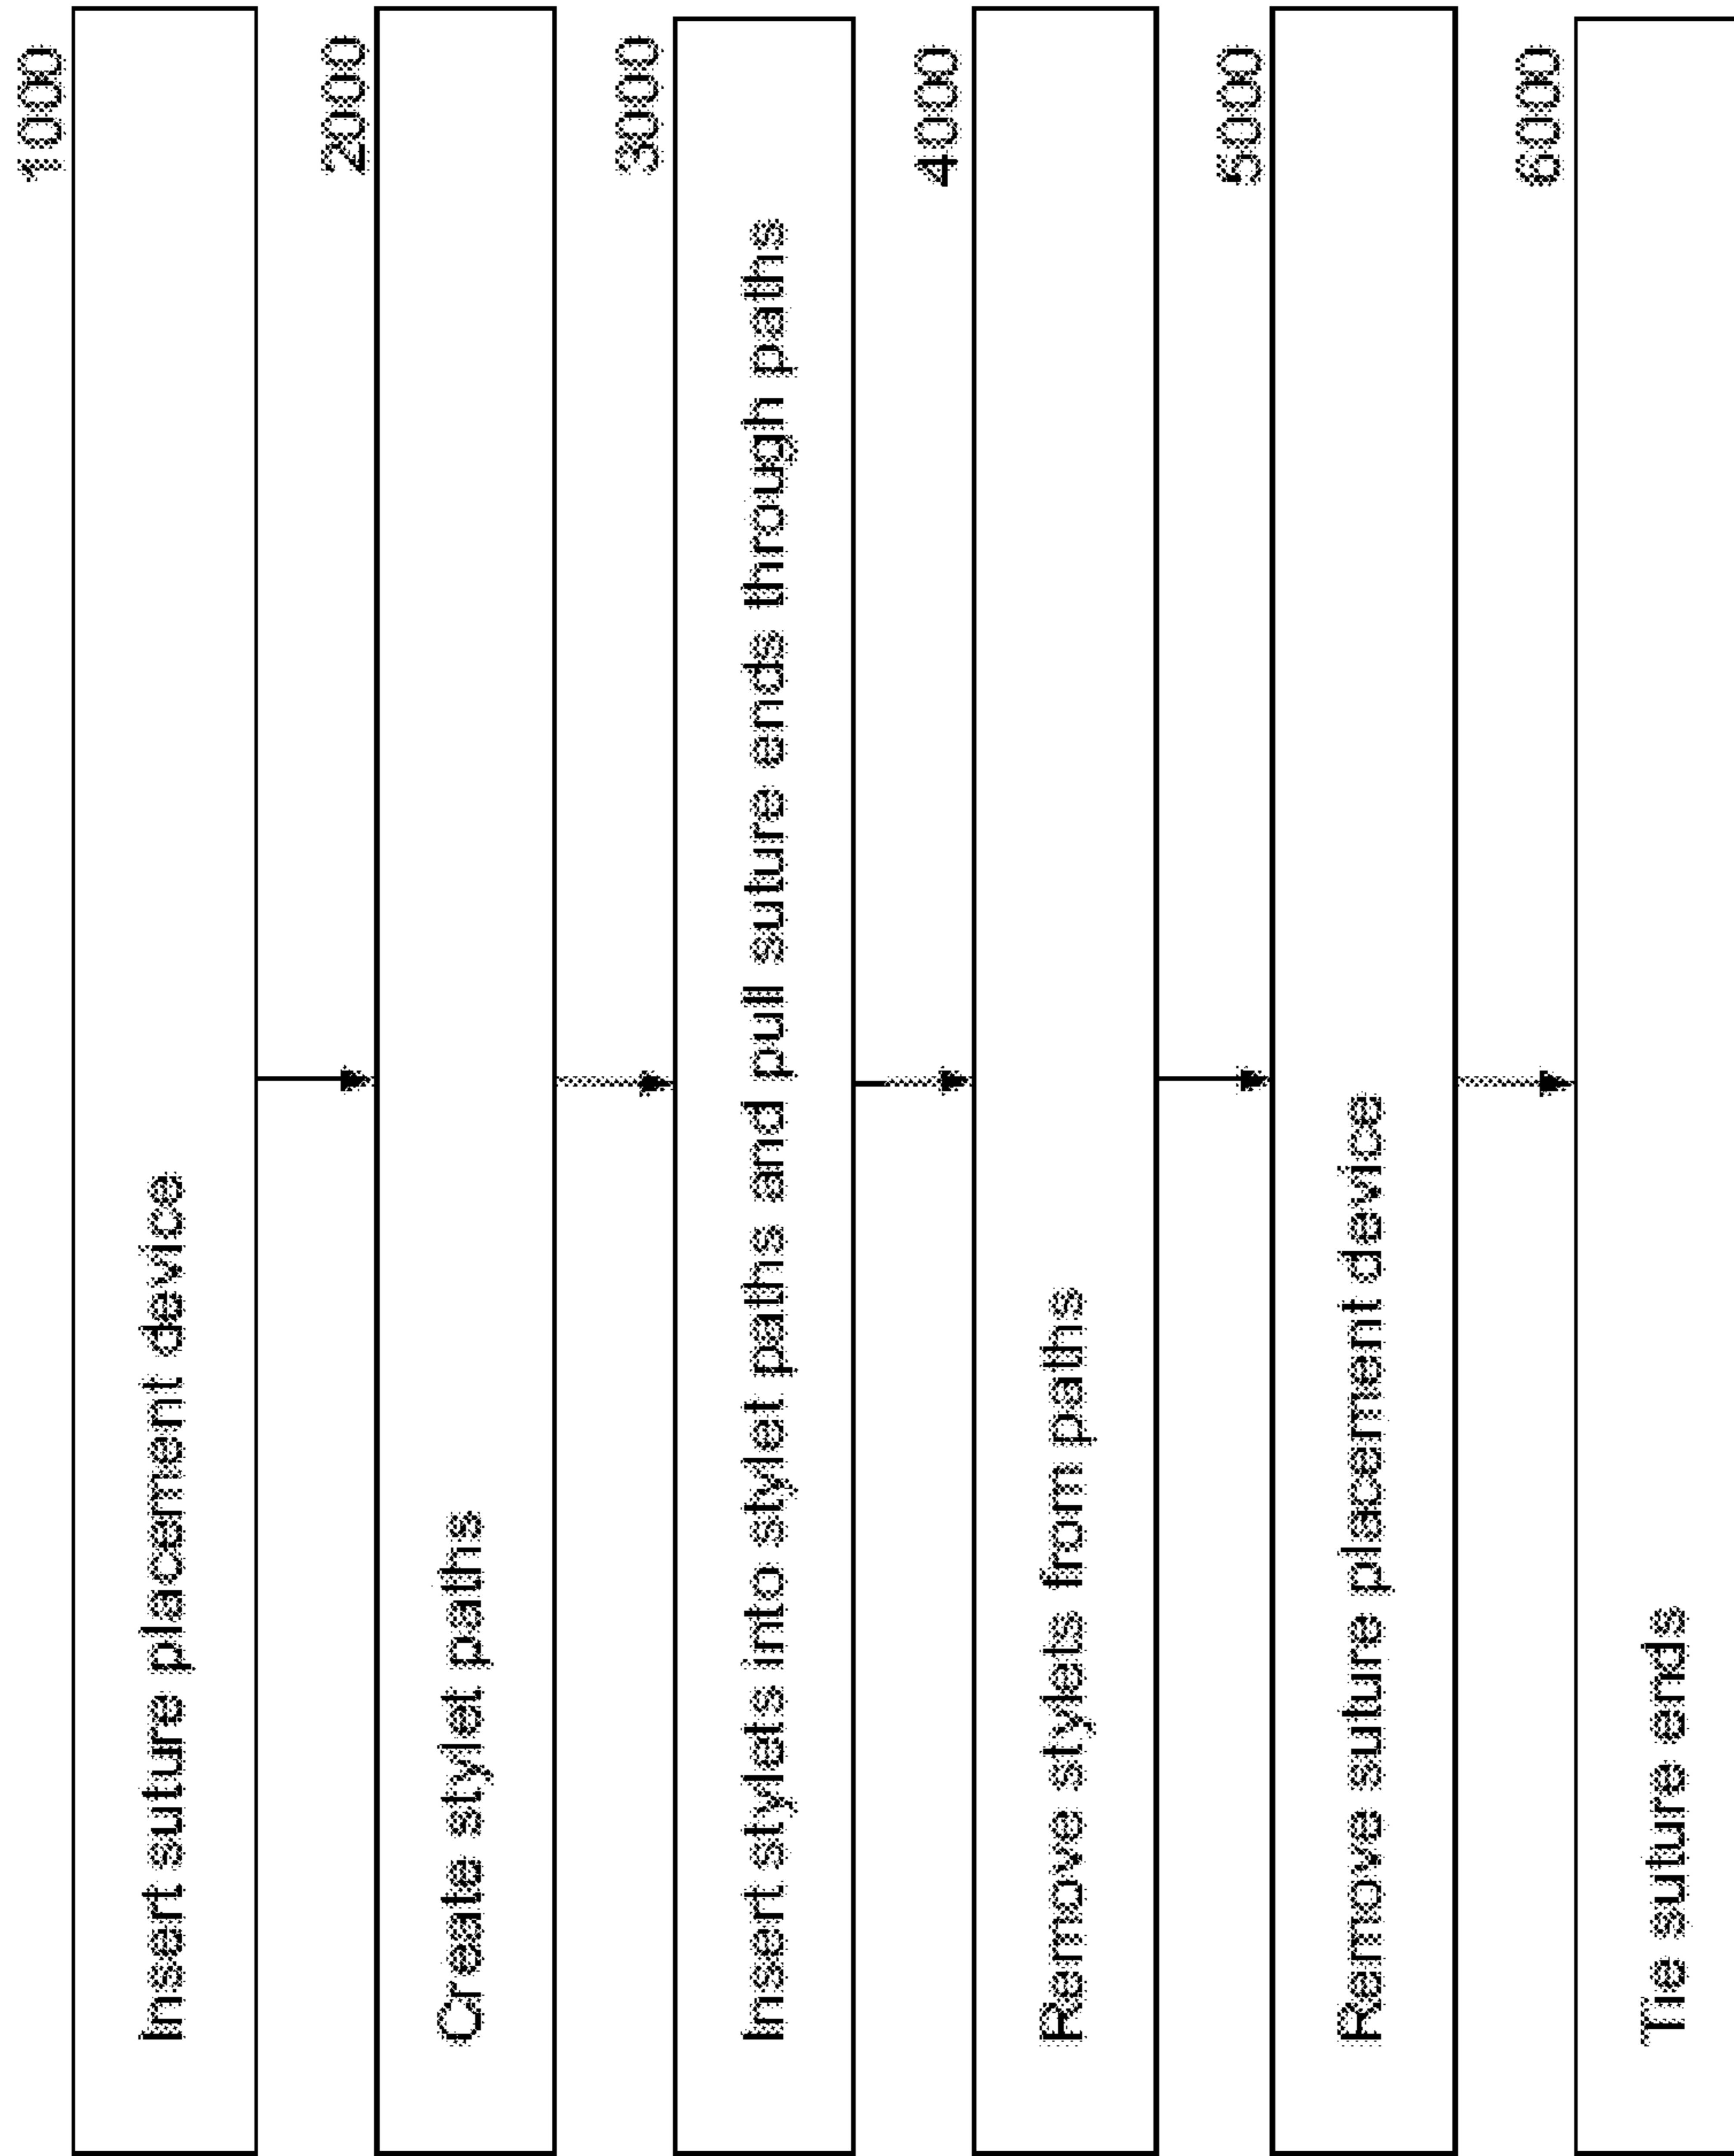 1000
Insert suture placement device
2000
Create stylet paths
3000
Insert stylets into stylet paths and pull suture ends through paths
4000
Remove stylets from paths
5000
Remove suture placement device
6000
Tie suture ends